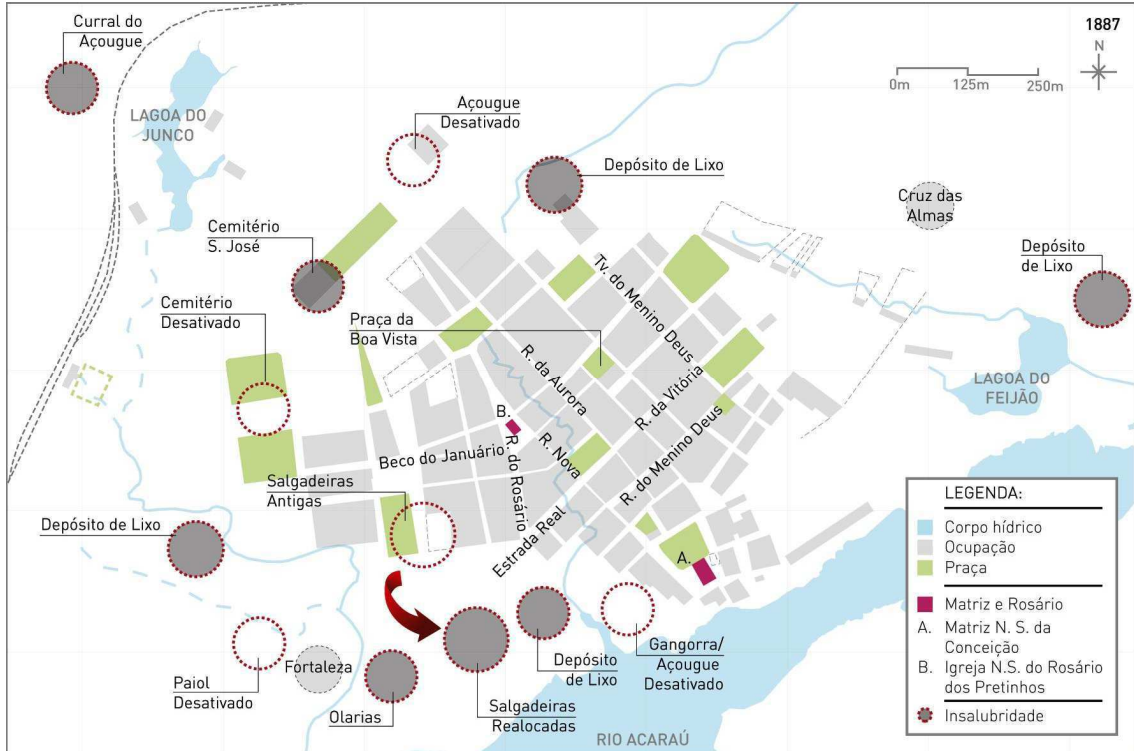 Curral do
Açougue
1887
N
0m
125m
250m
LAGOA DO
JUNCO
Açougue
Desativado
Depósito de Lixo
Cruz das
Almas
Cemitério
S. José
Depósito
de Lixo
Cemitério
Desativado
Praça da
Boa Vista
Tv. do Menino Deus
R. da Aurora
R. da Vitória
LAGOA DO
FEIJÃO
B.
R. Nova
R. do Menino Deus
Beco do Januário
R. do Rosário
Salgadeiras
Antigas
Estrada Real
Depósito de Lixo
A.
Fortaleza
Paiol
Desativado
Olarias
Salgadeiras
Realocadas
Depósito
de Lixo
Gangorra/
Açougue
Desativado
RIO ACARAÚ
LEGENDA:
Corpo hídrico
Ocupação
Praça
Matriz e Rosário
A. Matriz N. S. da
Conceição
B. Igreja N.S. do Rosário
dos Pretinhos
Insalubridade